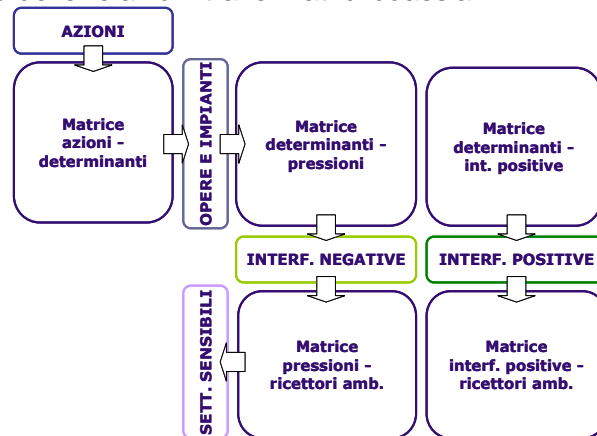 AZIONI
Matrice
azioni -
determinanti
OPERE E IMPIANTI
Matrice
determinanti -
pressioni
Matrice
determinanti -
int. positive
INTERF. NEGATIVE
INTERF. POSITIVE
SETT. SENSIBILI
Matrice
pressioni -
ricettori amb.
Matrice
interf. positive -
ricettori amb.